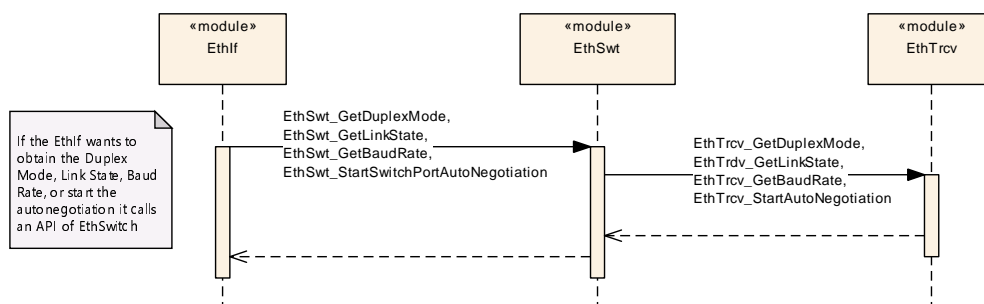 «module»
EthIf
«module»
EthSwt
«module»
EthTrcv
If the EthIf wants to
obtain the Duplex
Mode, Link State, Baud
Rate, or start the
autonegotiation it calls
an API of EthSwitch
EthSwt_GetDuplexMode,
EthSwt_GetLinkState,
EthSwt_GetBaudRate,
EthSwt_StartSwitchPortAutoNegotiation
EthTrcv_GetDuplexMode,
EthTrdv_GetLinkState,
EthTrcv_GetBaudRate,
EthTrcv_StartAutoNegotiation